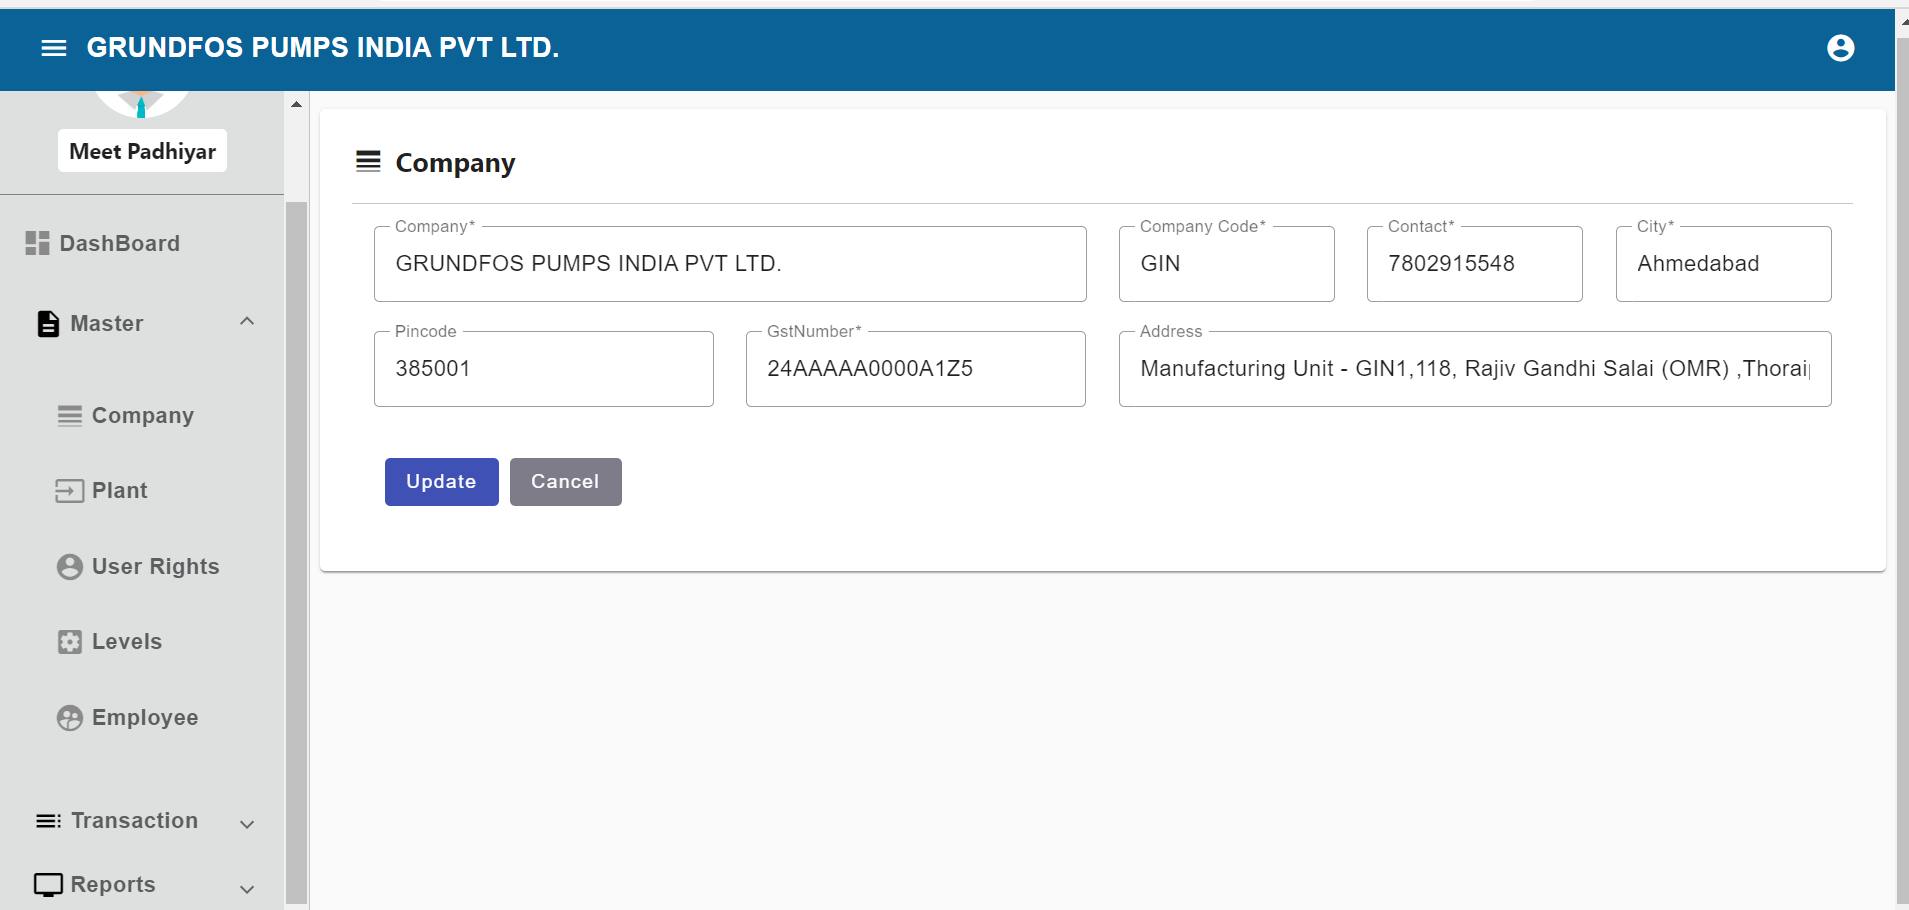 GRUNDFOS PUMPS INDIA PVT LTD.
Meet Padhiyar
DashBoard
Master
Company
Plant
User Rights
Levels
Employee
Transaction
Reports
Company
Company* Company Code* Contact* City*
GRUNDFOS PUMPS INDIA PVT LTD. GIN 7802915548 Ahmedabad
Pincode GstNumber* Address
385001 24AAAAA0000A1Z5 Manufacturing Unit - GIN1,118, Rajiv Gandhi Salai (OMR) ,Thoraip
Update Cancel